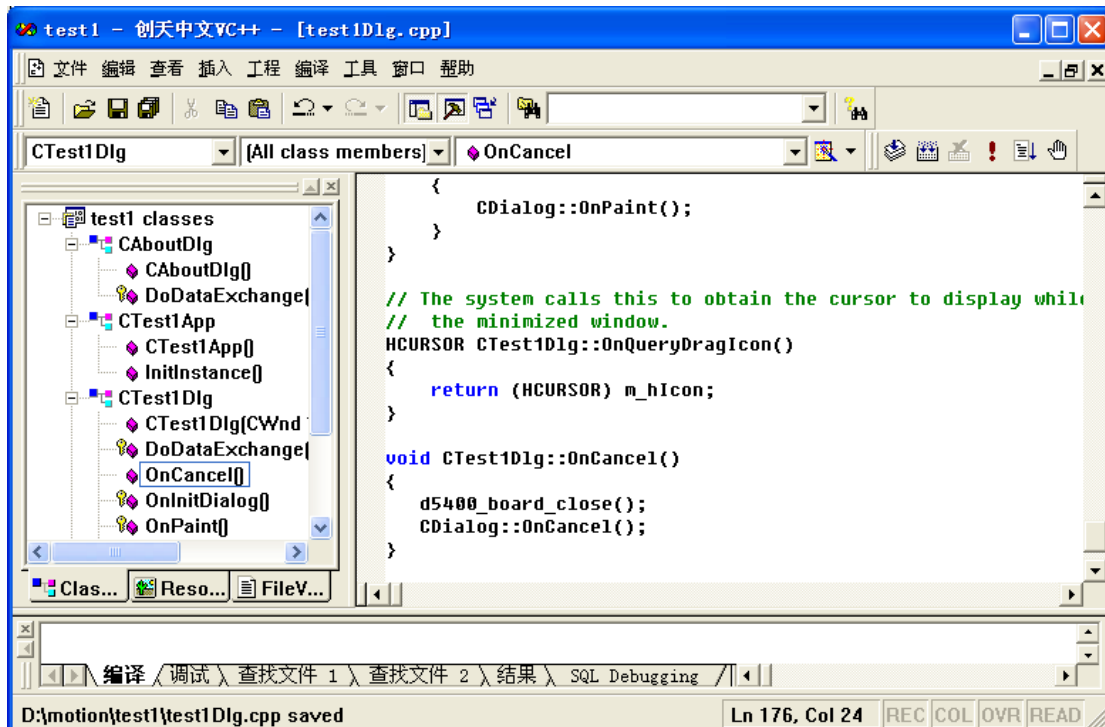 test1 - 创天中文VC++ - [test1Dlg.cpp]
文件 编辑 查看 插入 工程 编译 工具 窗口 帮助
CTest1Dlg (All class members) OnCancel
test1 classes
CAboutDlg
CAboutDlg()
DoDataExchange(
CTest1App
CTest1App()
InitInstance()
CTest1Dlg
CTest1Dlg(CWnd
DoDataExchange(
OnCancel()
OnInitDialog()
OnPaint()
Clas... Reso... FileV...
{
CDialog::OnPaint();
}
}
// The system calls this to obtain the cursor to display while
//  the minimized window.
HCURSOR CTest1Dlg::OnQueryDragIcon()
{
return (HCURSOR) m_hIcon;
}
void CTest1Dlg::OnCancel()
{
d5400_board_close();
CDialog::OnCancel();
}
编译 调试 查找文件 1 查找文件 2 结果 SQL Debugging
D:\motion\test1\test1Dlg.cpp saved
Ln 176, Col 24 REC COL OVR READ